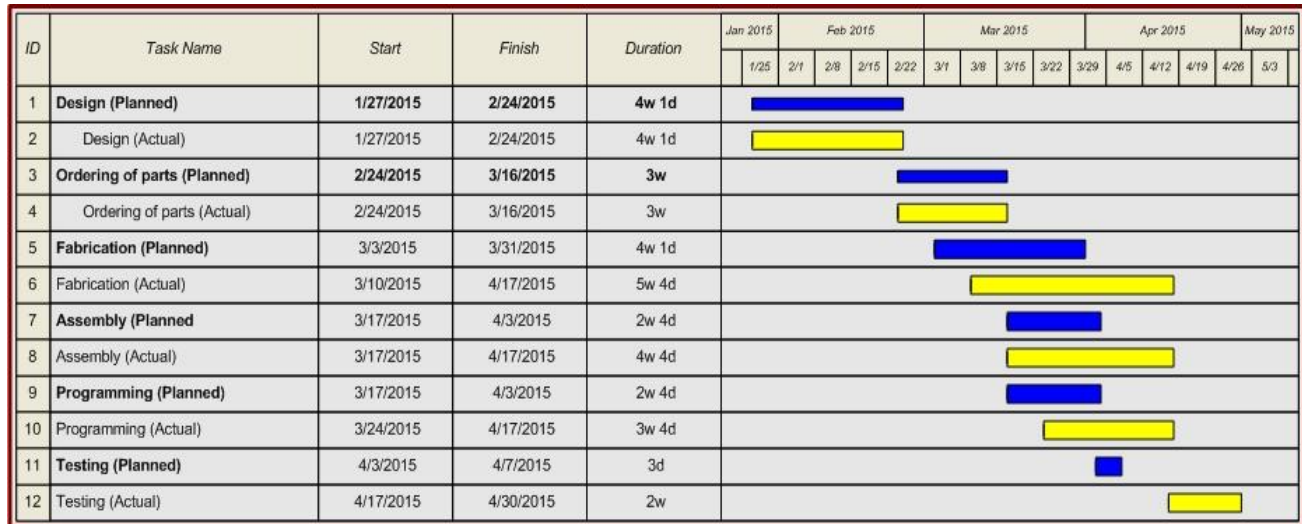 ID Task Name Start Finish Duration Jan 2015 Feb 2015 Mar 2015 Apr 2015 May 2015
1/25 2/1 2/8 2/15 2/22 3/1 3/8 3/15 3/22 3/29 4/5 4/12 4/19 4/26 5/3
1 Design (Planned) 1/27/2015 2/24/2015 4w 1d
2 Design (Actual) 1/27/2015 2/24/2015 4w 1d
3 Ordering of parts (Planned) 2/24/2015 3/16/2015 3w
4 Ordering of parts (Actual) 2/24/2015 3/16/2015 3w
5 Fabrication (Planned) 3/3/2015 3/31/2015 4w 1d
6 Fabrication (Actual) 3/10/2015 4/17/2015 5w 4d
7 Assembly (Planned 3/17/2015 4/3/2015 2w 4d
8 Assembly (Actual) 3/17/2015 4/17/2015 4w 4d
9 Programming (Planned) 3/17/2015 4/3/2015 2w 4d
10 Programming (Actual) 3/24/2015 4/17/2015 3w 4d
11 Testing (Planned) 4/3/2015 4/7/2015 3d
12 Testing (Actual) 4/17/2015 4/30/2015 2w